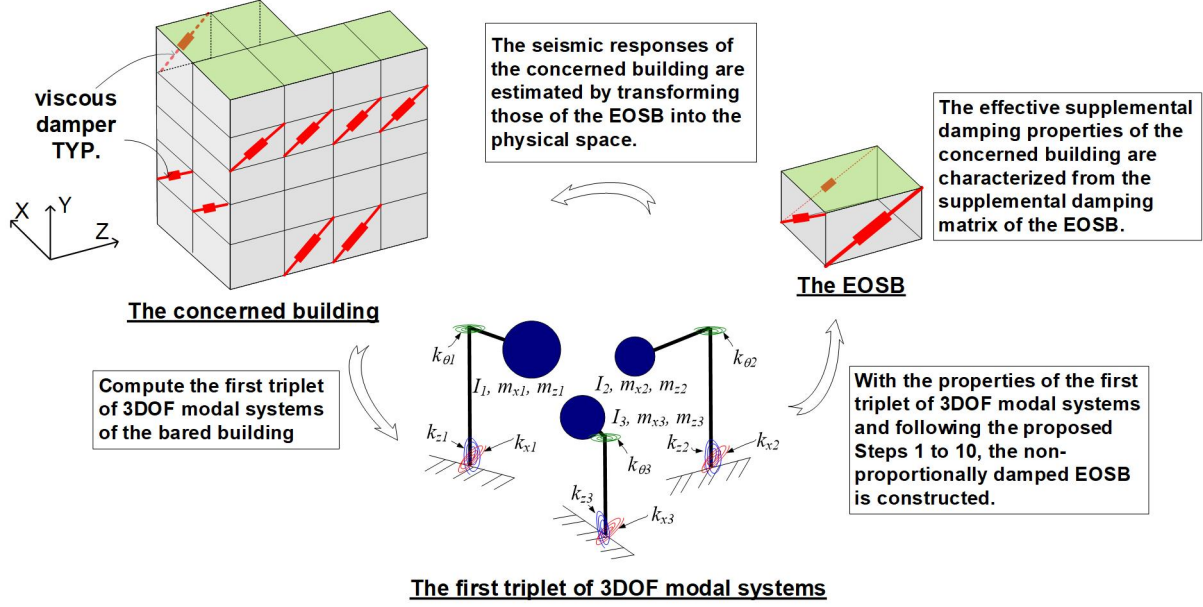 viscous
damper
TYP.
X
Y
Z
The concerned building
The seismic responses of
the concerned building are
estimated by transforming
those of the EOSB into the
physical space.
The effective supplemental
damping properties of the
concerned building are
characterized from the
supplemental damping
matrix of the EOSB.
The EOSB
Compute the first triplet
of 3DOF modal systems
of the bared building
kθ1
I1, mx1, mz1
kz1
kx1
kθ2
I2, mx2, mz2
kz2
kx2
I3, mx3, mz3
kθ3
kz3
kx3
With the properties of the first
triplet of 3DOF modal systems
and following the proposed
Steps 1 to 10, the non-
proportionally damped EOSB
is constructed.
The first triplet of 3DOF modal systems